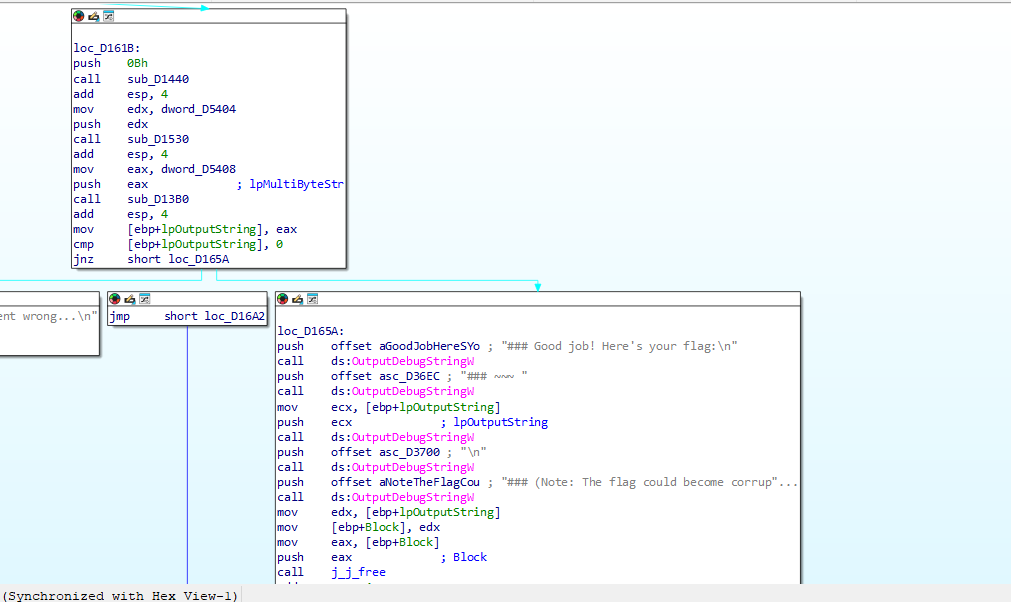 loc_D161B:
push 0Bh
call sub_D1440
add esp, 4
mov edx, dword_D5404
push edx
call sub_D1530
add esp, 4
mov eax, dword_D5408
push eax ; lpMultiByteStr
call sub_D13B0
add esp, 4
mov [ebp+lpOutputString], eax
cmp [ebp+lpOutputString], 0
jnz short loc_D165A
ent wrong...\n"
jmp short loc_D16A2
loc_D165A:
push offset aGoodJobHereSYo ; "### Good job! Here's your flag:\n"
call ds:OutputDebugStringW
push offset asc_D36EC ; "### ~~~ "
call ds:OutputDebugStringW
mov ecx, [ebp+lpOutputString]
push ecx ; lpOutputString
call ds:OutputDebugStringW
push offset asc_D3700 ; "\n"
call ds:OutputDebugStringW
push offset aNoteTheFlagCou ; "### (Note: The flag could become corrup"...
call ds:OutputDebugStringW
mov edx, [ebp+lpOutputString]
mov [ebp+Block], edx
mov eax, [ebp+Block]
push eax ; Block
call j_j_free
(Synchronized with Hex View-1)